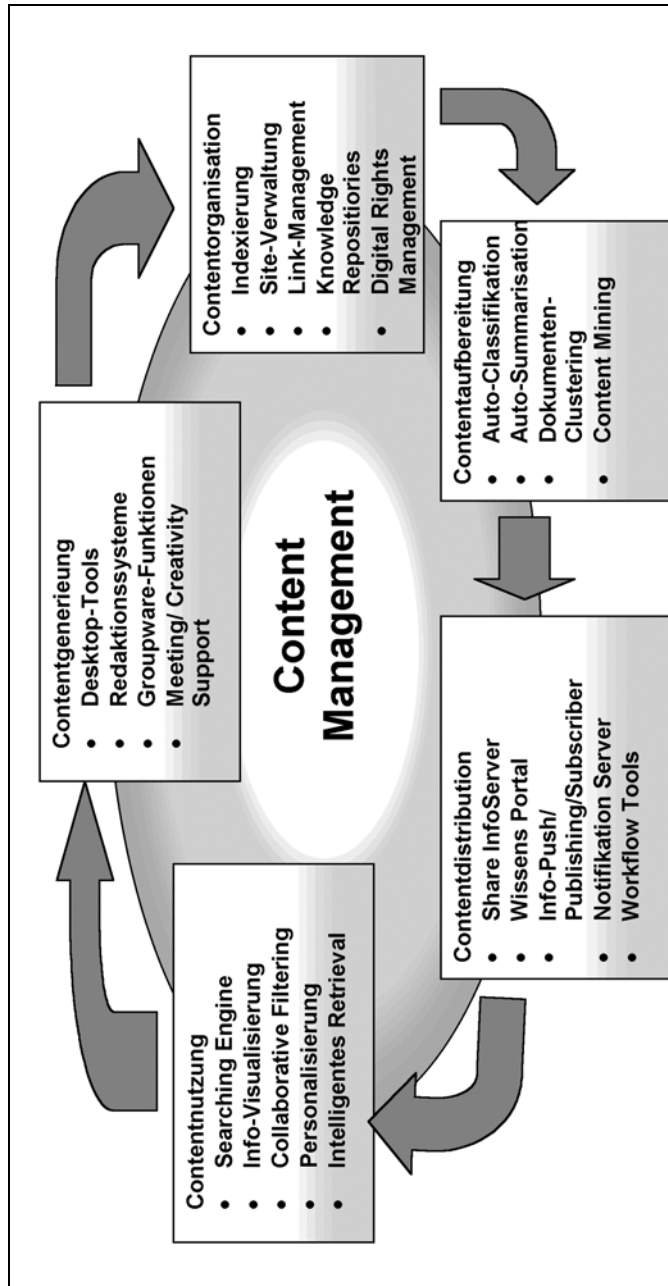 Contentgenerieung
• Desktop-Tools
• Redaktionssysteme
• Groupware-Funktionen
• Meeting/ Creativity
Support
Contentorganisation
• Indexierung
• Site-Verwaltung
• Link-Management
• Knowledge
Repositiories
• Digital Rights
Management
Contentaufbereitung
• Auto-Classifikation
• Auto-Summarisation
• Dokumenten-
Clustering
• Content Mining
Contentdistribution
• Share InfoServer
• Wissens Portal
• Info-Push/
Publishing/Subscriber
• Notifikation Server
• Workflow Tools
Contentnutzung
• Searching Engine
• Info-Visualisierung
• Collaborative Filtering
• Personalisierung
• Intelligentes Retrieval
Content
Management